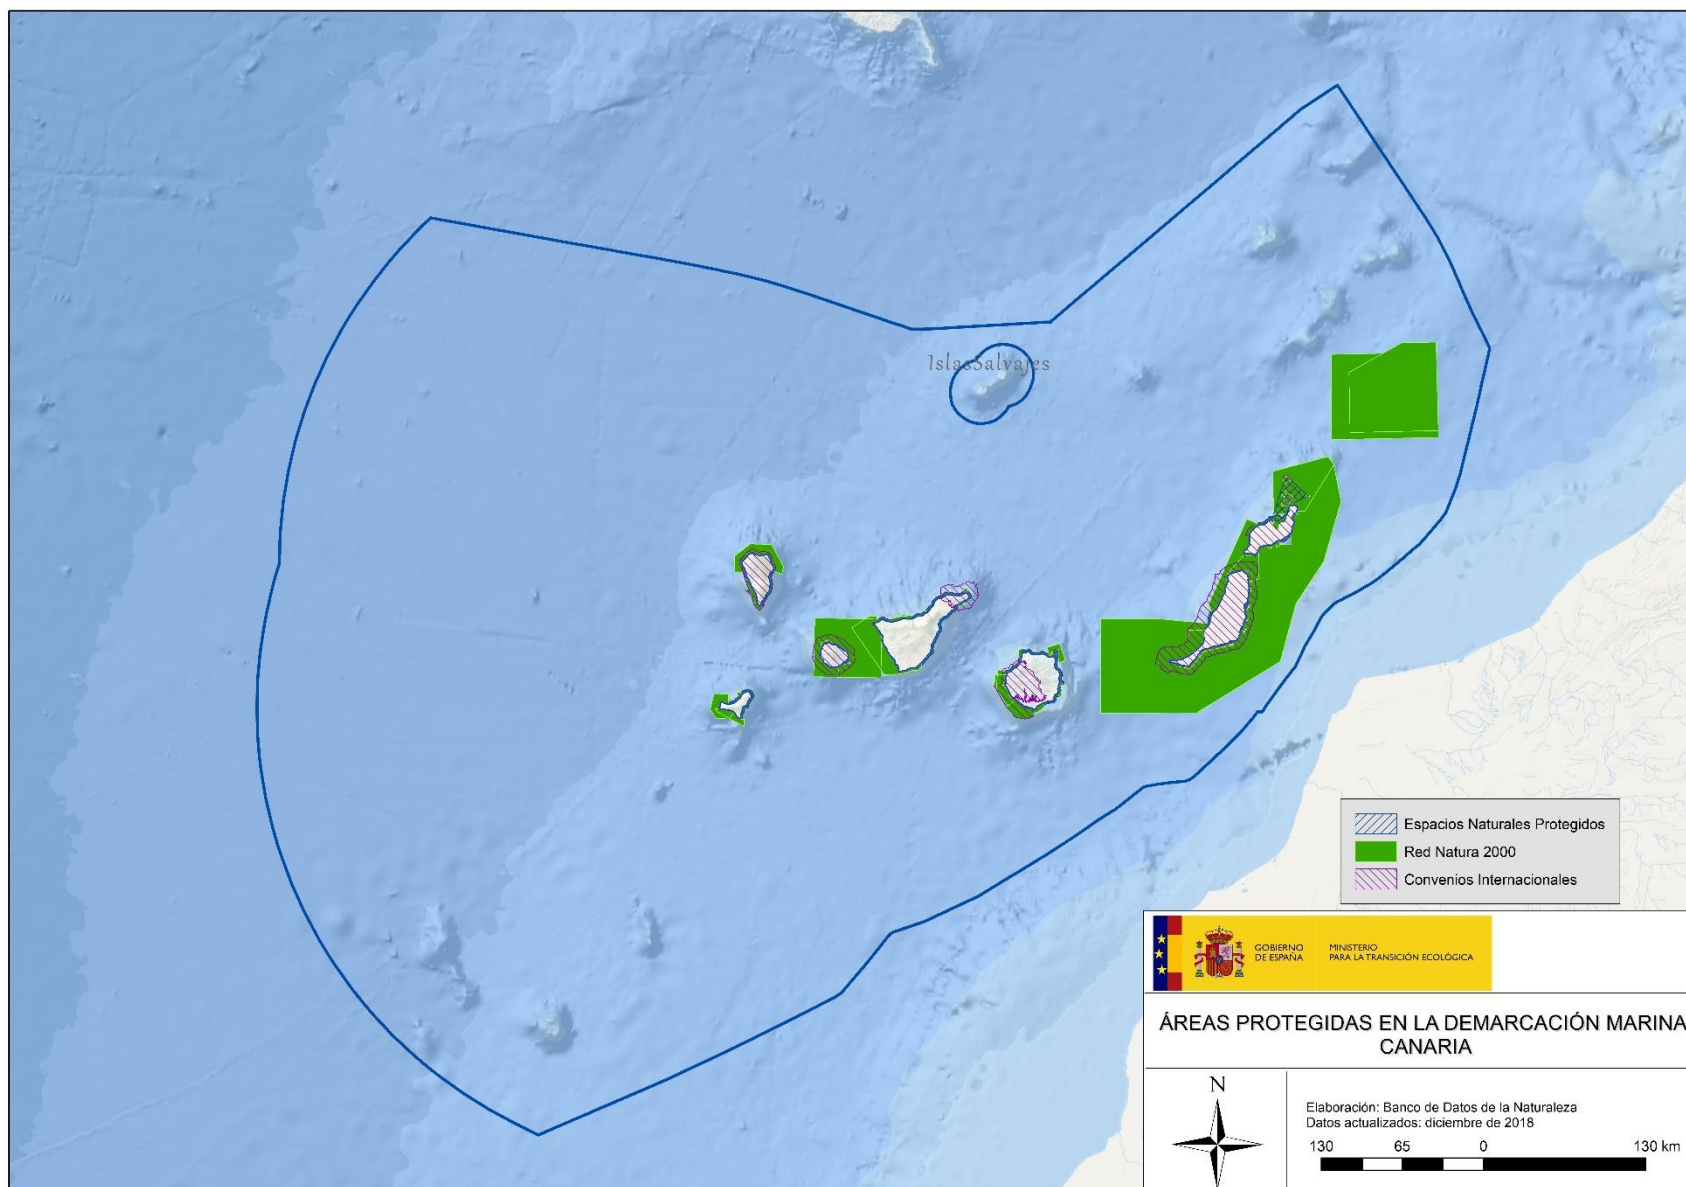 IslasSalvajes
Espacios Naturales Protegidos
Red Natura 2000
Convenios Internacionales
GOBIERNO
DE ESPAÑA
MINISTERIO
PARA LA TRANSICIÓN ECOLÓGICA
ÁREAS PROTEGIDAS EN LA DEMARCACIÓN MARINA
CANARIA
N
Elaboración: Banco de Datos de la Naturaleza
Datos actualizados: diciembre de 2018
130 65 0 130 km